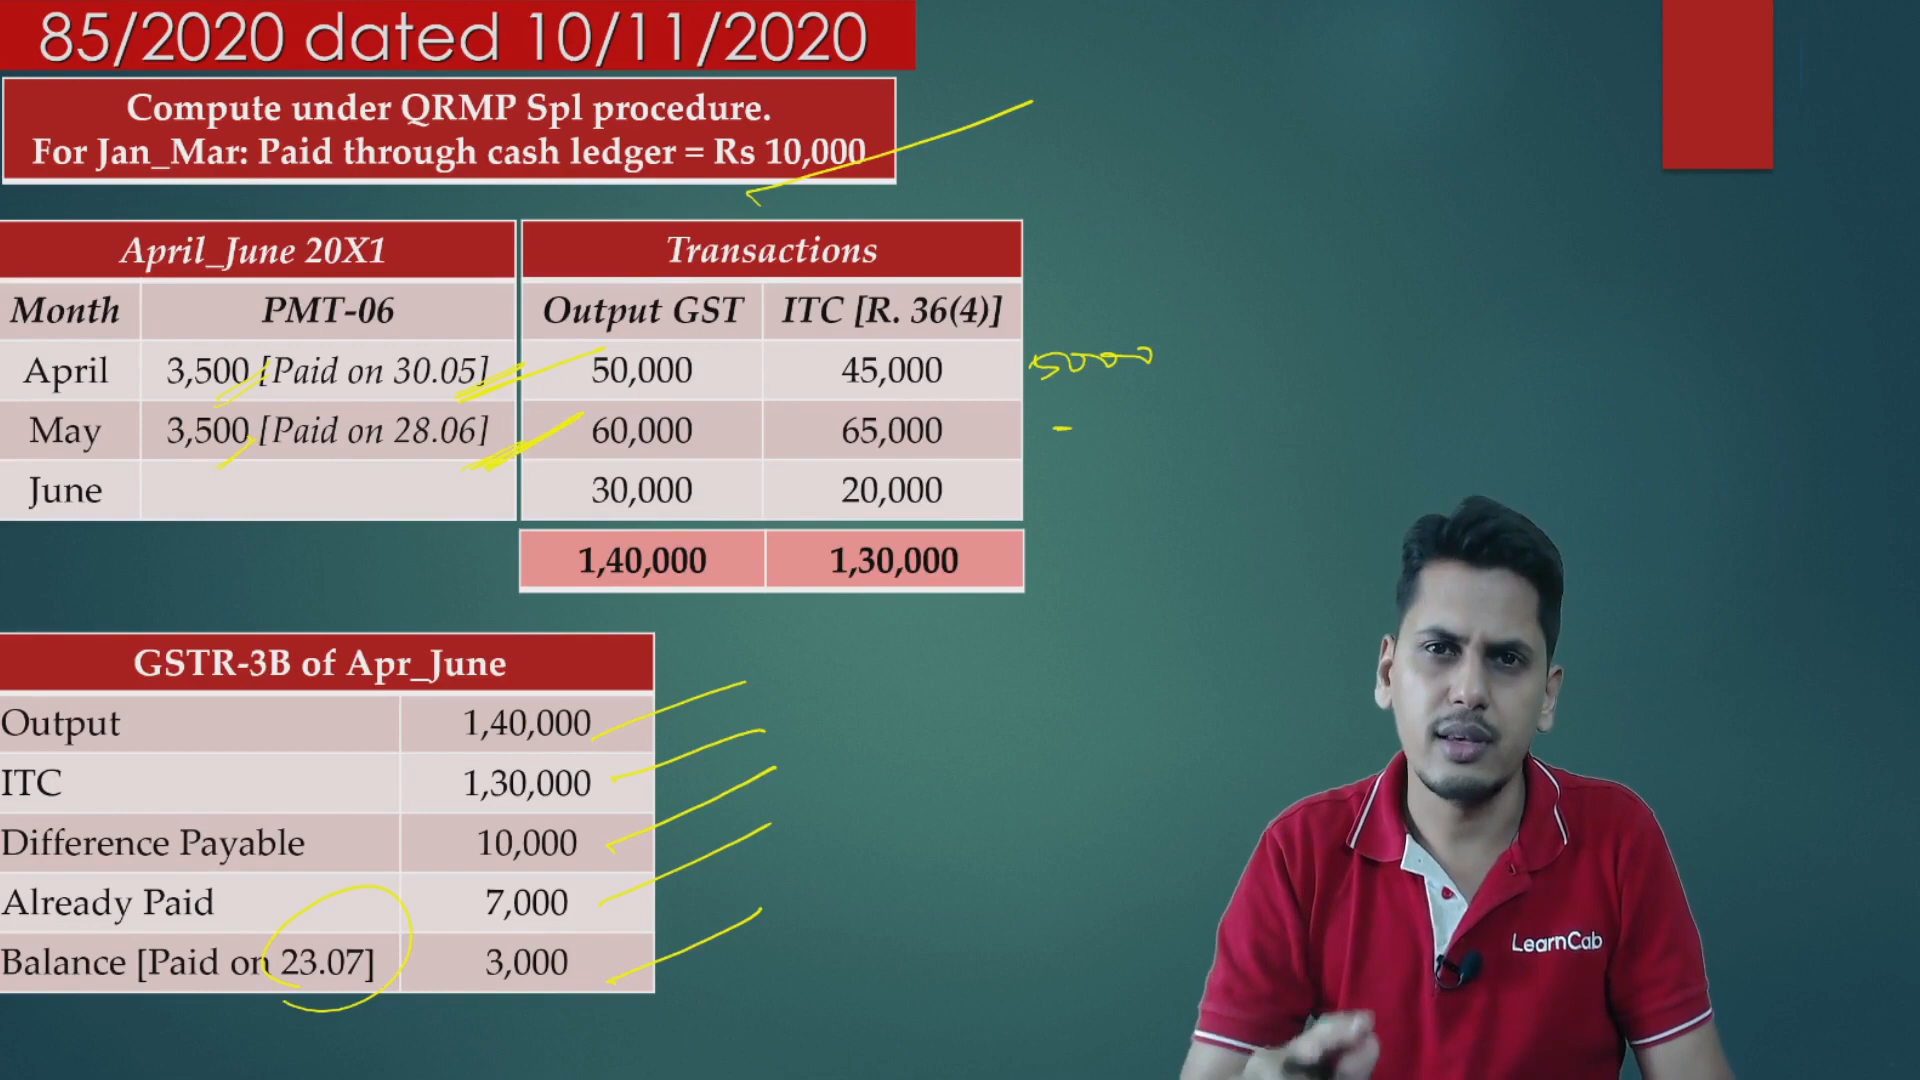 85/2020 dated 10/11/2020
Compute under QRMP Spl procedure.
For Jan_Mar: Paid through cash ledger = Rs 10,000
April_June 20X1 Transactions
Month PMT-06 Output GST ITC [R. 36(4)]
April 3,500 [Paid on 30.05] 50,000 45,000 5000
May 3,500 [Paid on 28.06] 60,000 65,000 -
June 30,000 20,000
1,40,000 1,30,000
GSTR-3B of Apr_June
Output 1,40,000
ITC 1,30,000
Difference Payable 10,000
Already Paid 7,000
Balance [Paid on 23.07] 3,000
LearnCab